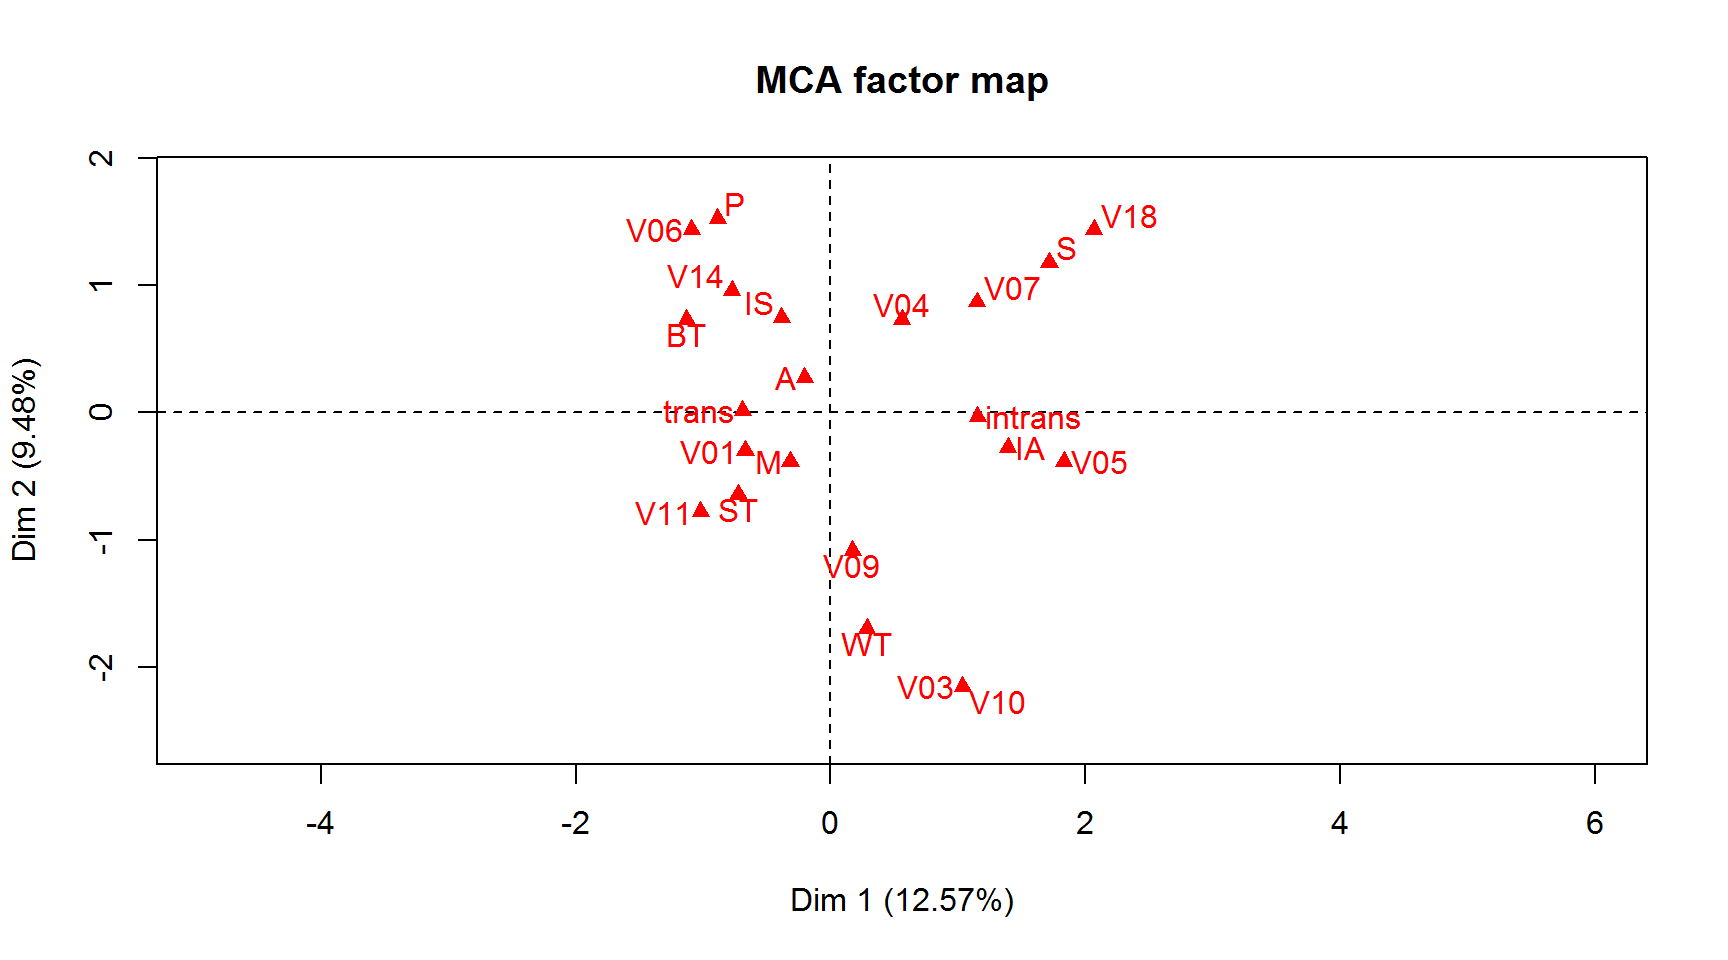 MCA factor map
2
1
0
-1
-2
Dim 2 (9.48%)
P
V06
V18
S
V14
IS
V07
V04
BT
A
trans
intrans
V01
M
IA
V05
V11
ST
V09
WT
V03
V10
-4
-2
0
2
4
6
Dim 1 (12.57%)